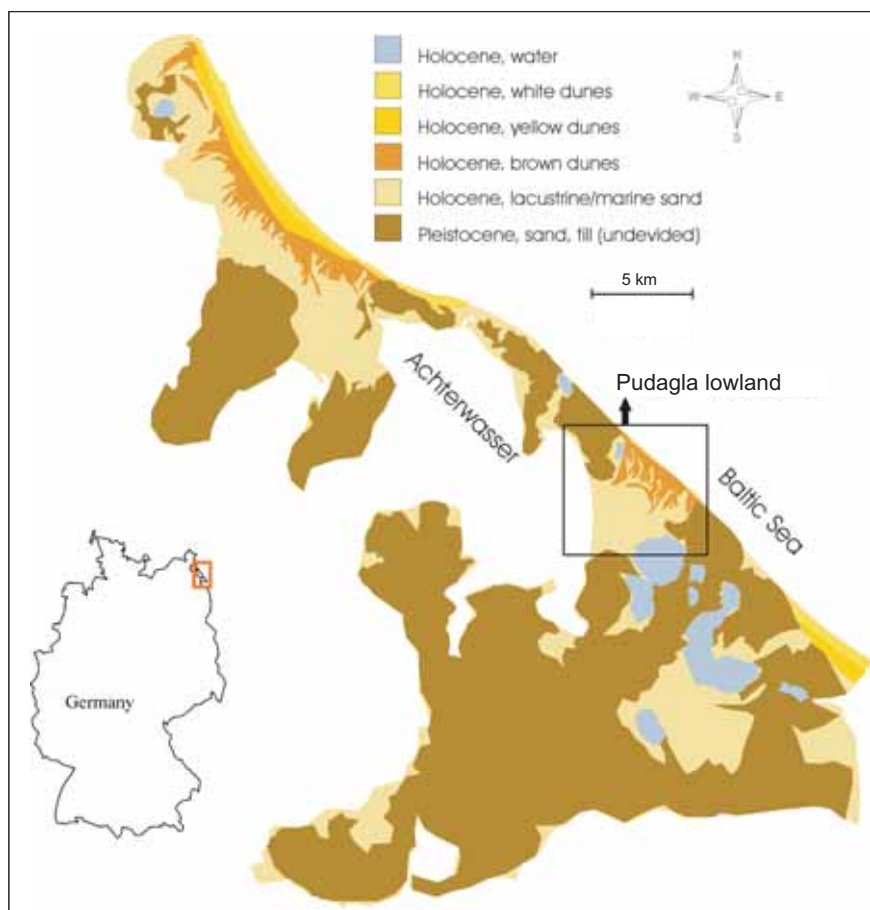 Holocene, water
Holocene, white dunes
Holocene, yellow dunes
Holocene, brown dunes
Holocene, lacustrine/marine sand
Pleistocene, sand, till (undevided)
N
W
E
S
5 km
Achterwasser
Pudagla lowland
Baltic Sea
Germany